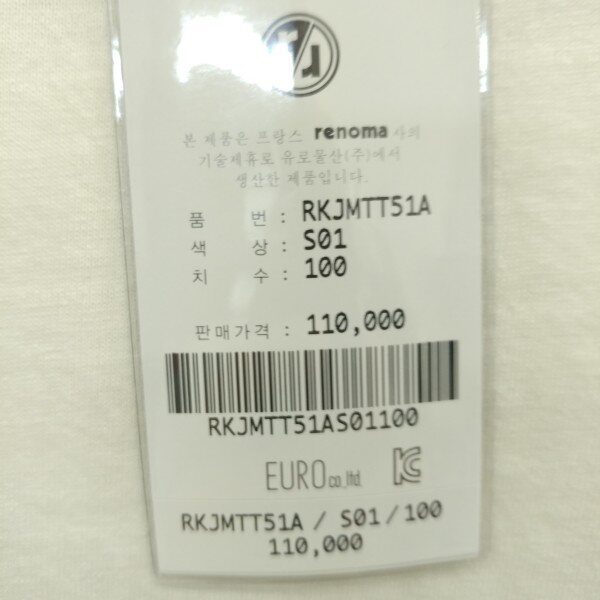 본 제품은 프랑스 renoma 사의
기술제휴로 유로물산(주)에서
생산한 제품입니다.
품 번 : RKJMTT51A
색 상 : S01
치 수 : 100
판매가격 : 110,000
RKJMTT51AS01100
EURO co.,ltd.
RKJMTT51A / S01 / 100
110,000